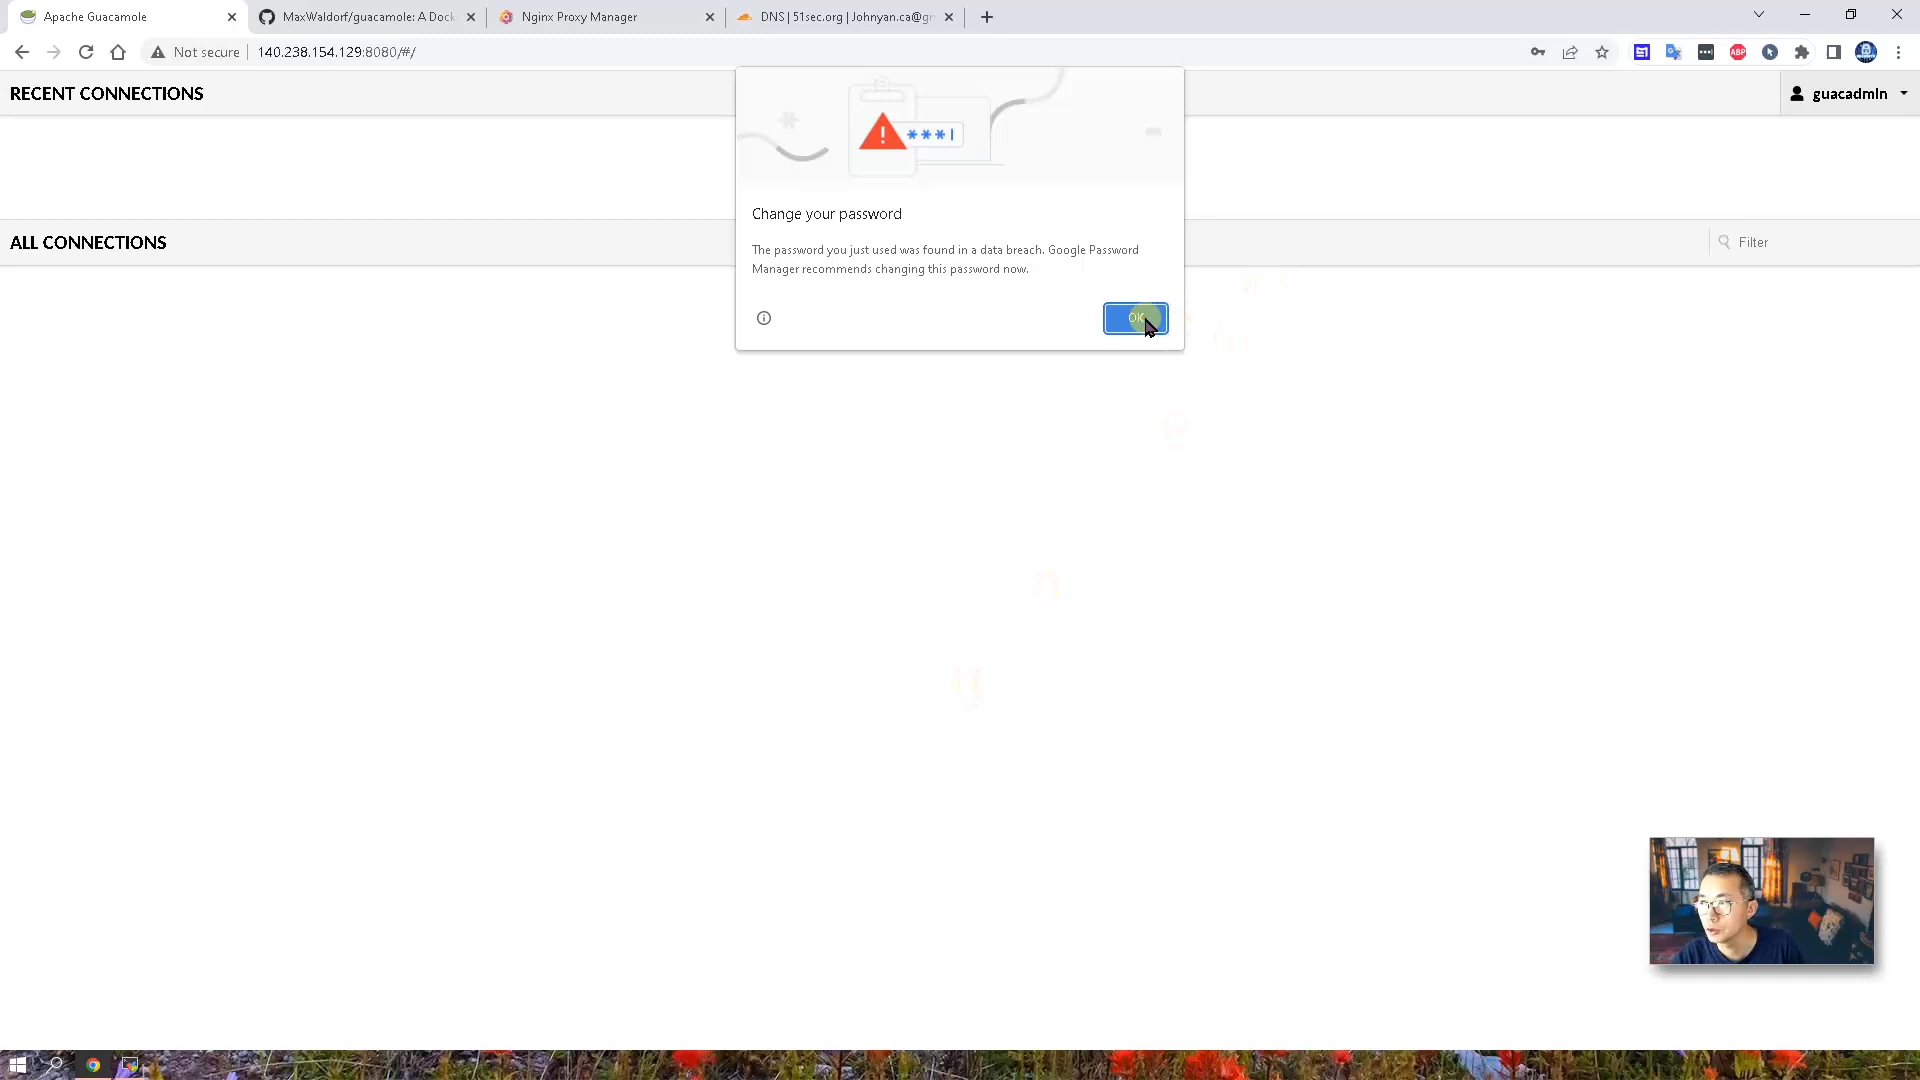 Apache Guacamole
MaxWaldorf/guacamole: A Dock
Nginx Proxy Manager
DNS | 51sec.org | Johnyan.ca@gm
Not secure
140.238.154.129:8080/#/
ABP
RECENT CONNECTIONS
guacadmin
***|
Change your password
The password you just used was found in a data breach. Google Password
Manager recommends changing this password now.
OK
ALL CONNECTIONS
Filter